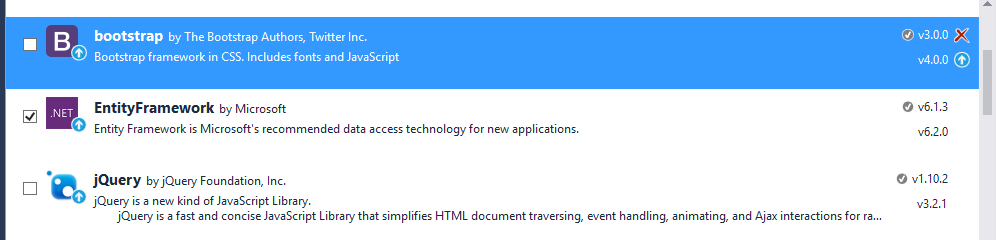 bootstrap by The Bootstrap Authors, Twitter Inc. v3.0.0
Bootstrap framework in CSS. Includes fonts and JavaScript v4.0.0
EntityFramework by Microsoft v6.1.3
Entity Framework is Microsoft's recommended data access technology for new applications. v6.2.0
jQuery by jQuery Foundation, Inc. v1.10.2
jQuery is a new kind of JavaScript Library. v3.2.1
jQuery is a fast and concise JavaScript Library that simplifies HTML document traversing, event handling, animating, and Ajax interactions for ra...
B
.NET